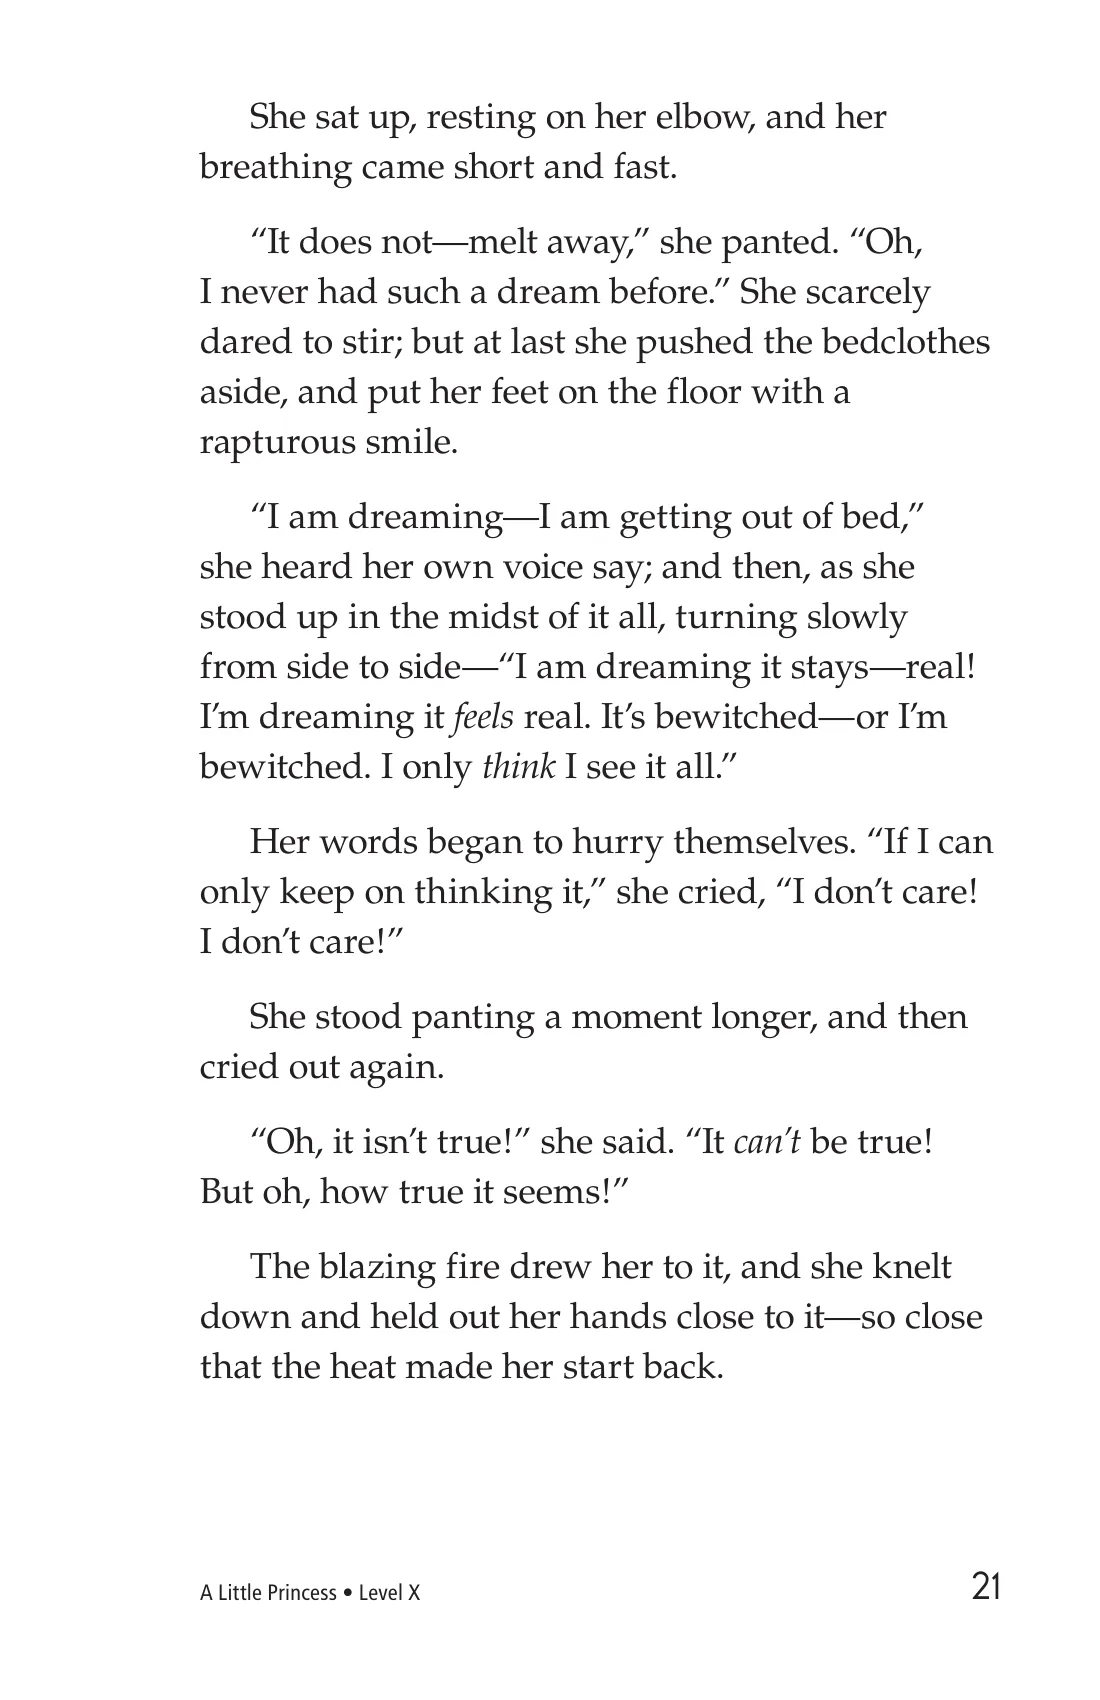 She sat up, resting on her elbow, and her
breathing came short and fast.
“It does not—melt away,” she panted. “Oh,
I never had such a dream before.” She scarcely
dared to stir; but at last she pushed the bedclothes
aside, and put her feet on the floor with a
rapturous smile.
“I am dreaming—I am getting out of bed,”
she heard her own voice say; and then, as she
stood up in the midst of it all, turning slowly
from side to side—“I am dreaming it stays—real!
I’m dreaming it feels real. It’s bewitched—or I’m
bewitched. I only think I see it all.”
Her words began to hurry themselves. “If I can
only keep on thinking it,” she cried, “I don’t care!
I don’t care!”
She stood panting a moment longer, and then
cried out again.
“Oh, it isn’t true!” she said. “It can’t be true!
But oh, how true it seems!”
The blazing fire drew her to it, and she knelt
down and held out her hands close to it—so close
that the heat made her start back.
A Little Princess • Level X
21